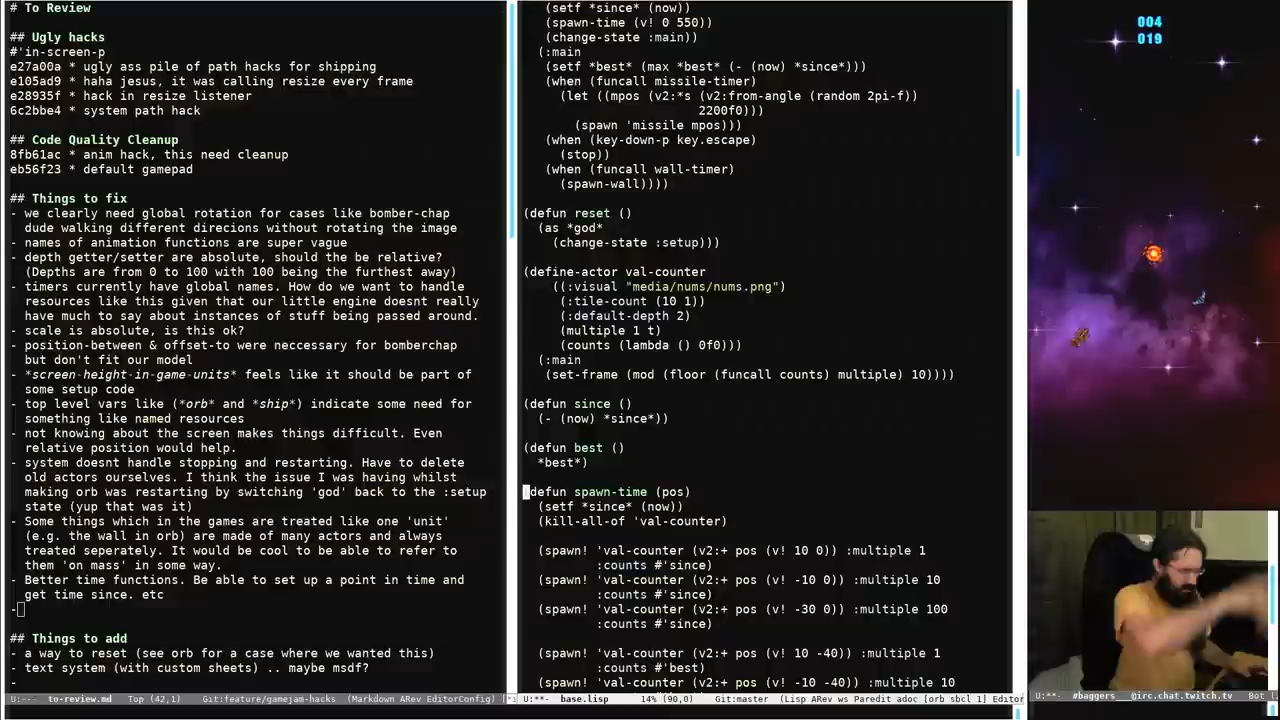 # To Review
## Ugly hacks
#'in-screen-p
e27a00a * ugly ass pile of path hacks for shipping
e105ad9 * haha jesus, it was calling resize every frame
e28935f * hack in resize listener
6c2bbe4 * system path hack
## Code Quality Cleanup
8fb61ac * anim hack, this need cleanup
eb56f23 * default gamepad
## Things to fix
- we clearly need global rotation for cases like bomber-chap
dude walking different direcions without rotating the image
- names of animation functions are super vague
- depth getter/setter are absolute, should the be relative?
(Depths are from 0 to 100 with 100 being the furthest away)
- timers currently have global names. How do we want to handle
resources like this given that our little engine doesnt really
have much to say about instances of stuff being passed around.
- scale is absolute, is this ok?
- position-between & offset-to were neccessary for bomberchap
but don't fit our model
- *screen-height-in-game-units* feels like it should be part of
some setup code
- top level vars like (*orb* and *ship*) indicate some need for
something like named resources
- not knowing about the screen makes things difficult. Even
relative position would help.
- system doesnt handle stopping and restarting. Have to delete
old actors ourselves. I think the issue I was having whilst
making orb was restarting by switching 'god' back to the :setup
state (yup that was it)
- Some things which in the games are treated like one 'unit'
(e.g. the wall in orb) are made of many actors and always
treated seperately. It would be cool to be able to refer to
them 'on mass' in some way.
- Better time functions. Be able to set up a point in time and
get time since. etc
-
## Things to add
- a way to reset (see orb for a case where we wanted this)
- text system (with custom sheets) .. maybe msdf?
-
U:--- to-review.md Top (42,1) Git:feature/gamejam-hacks (Markdown ARev EditorConfig)
(setf *since* (now))
(spawn-time (v! 0 550))
(change-state :main))
(:main
(setf *best* (max *best* (- (now) *since*)))
(when (funcall missile-timer)
(let ((mpos (v2:*s (v2:from-angle (random 2pi-f))
2200f0)))
(spawn 'missile mpos)))
(when (key-down-p key.escape)
(stop))
(when (funcall wall-timer)
(spawn-wall))))
(defun reset ()
(as *god*
(change-state :setup)))
(define-actor val-counter
((:visual "media/nums/nums.png")
(:tile-count (10 1))
(:default-depth 2)
(multiple 1 t)
(counts (lambda () 0f0)))
(:main
(set-frame (mod (floor (funcall counts) multiple) 10))))
(defun since ()
(- (now) *since*))
(defun best ()
*best*)
(defun spawn-time (pos)
(setf *since* (now))
(kill-all-of 'val-counter)
(spawn! 'val-counter (v2:+ pos (v! 10 0)) :multiple 1
:counts #'since)
(spawn! 'val-counter (v2:+ pos (v! -10 0)) :multiple 10
:counts #'since)
(spawn! 'val-counter (v2:+ pos (v! -30 0)) :multiple 100
:counts #'since)
(spawn! 'val-counter (v2:+ pos (v! 10 -40)) :multiple 1
:counts #'best)
(spawn! 'val-counter (v2:+ pos (v! -10 -40)) :multiple 10
U:**- base.lisp 14% (90,0) Git:master (Lisp ARev ws Paredit adoc [orb sbcl 1] Editor
004
019
U:**- #baggers_ @irc.chat.twitch.tv Bot (